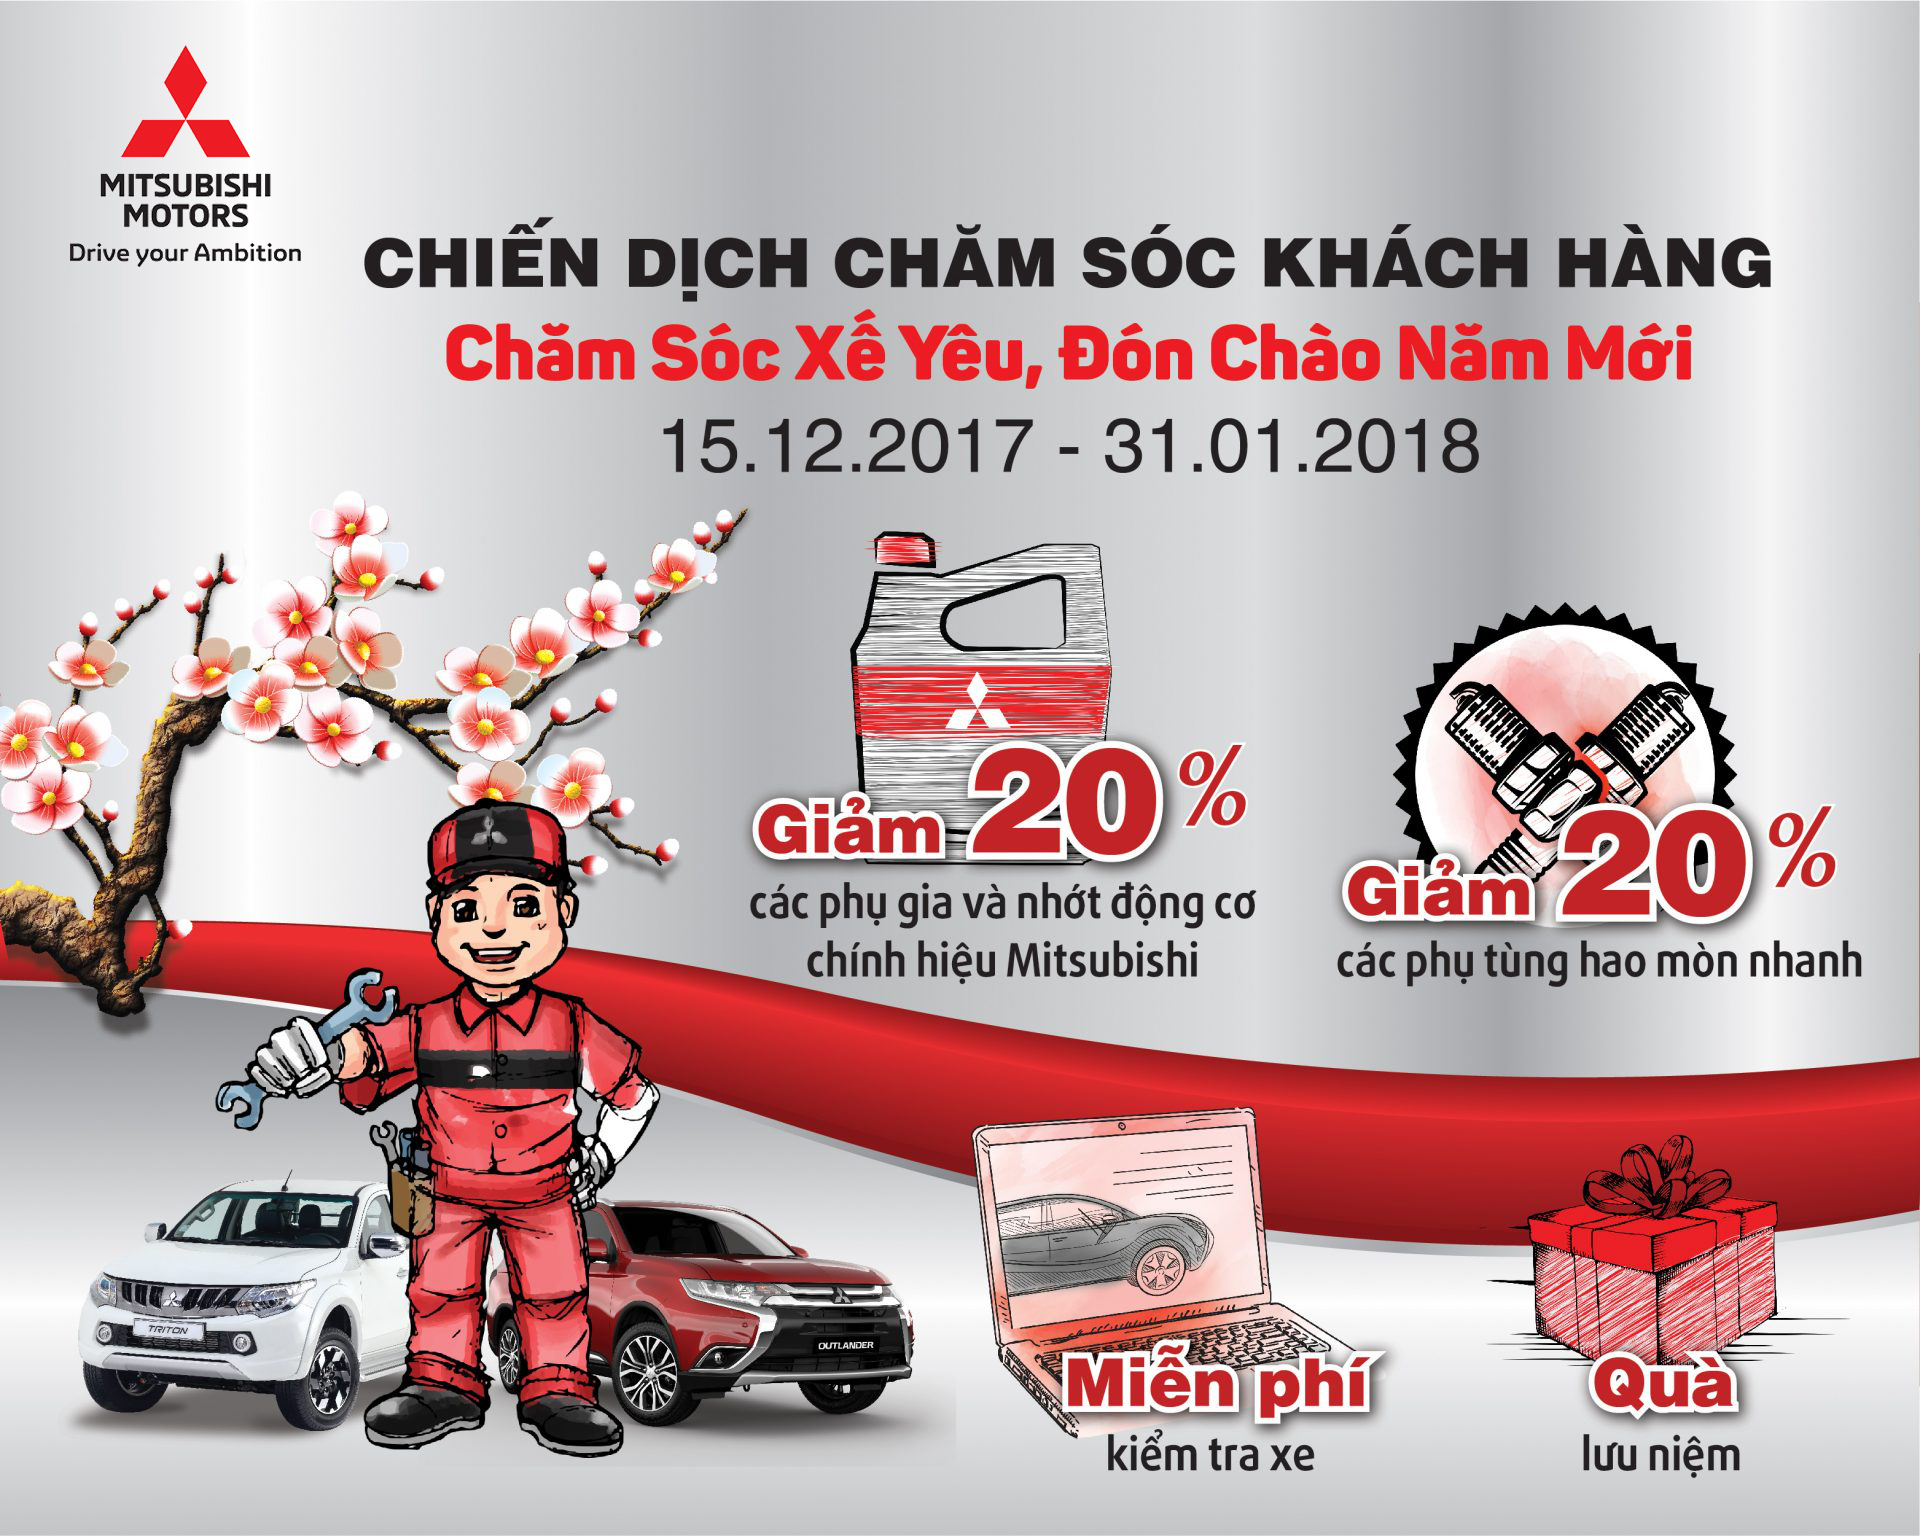 MITSUBISHI
MOTORS
Drive your Ambition
CHIẾN DỊCH CHĂM SÓC KHÁCH HÀNG
Chăm Sóc Xế Yêu, Đón Chào Năm Mới
15.12.2017 - 31.01.2018
Giảm 20%
các phụ gia và nhớt động cơ
chính hiệu Mitsubishi
Giảm 20%
các phụ tùng hao mòn nhanh
TRITON
OUTLANDER
Miễn phí
kiểm tra xe
Quà
lưu niệm